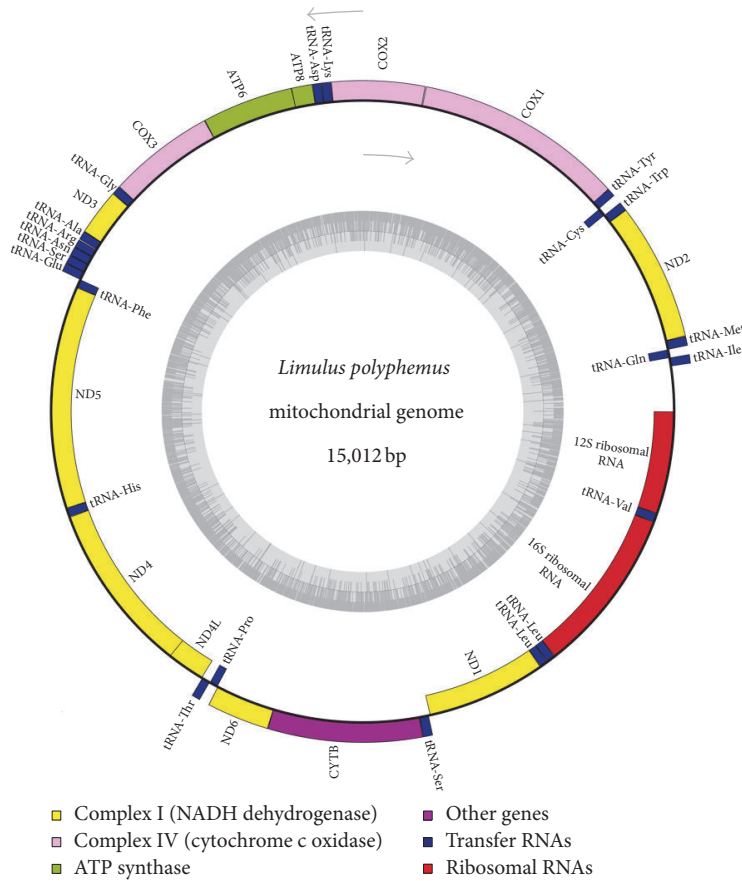 COX2
tRNA-Lys
tRNA-Asp
ATP8
ATP6
COX3
tRNA-Gly
ND3
tRNA-Ala
tRNA-Arg
tRNA-Asn
tRNA-Ser
tRNA-Glu
tRNA-Phe
ND5
tRNA-His
ND4
ND4L
tRNA-Pro
tRNA-Thr
ND6
CYTB
tRNA-Ser
ND1
tRNA-Leu
tRNA-Leu
16S ribosomal
RNA
tRNA-Val
12S ribosomal
RNA
tRNA-Ile
tRNA-Gln
tRNA-Met
ND2
tRNA-Cys
tRNA-Trp
tRNA-Tyr
COX1
Limulus polyphemus
mitochondrial genome
15,012 bp
Complex I (NADH dehydrogenase)
Complex IV (cytochrome c oxidase)
ATP synthase
Other genes
Transfer RNAs
Ribosomal RNAs